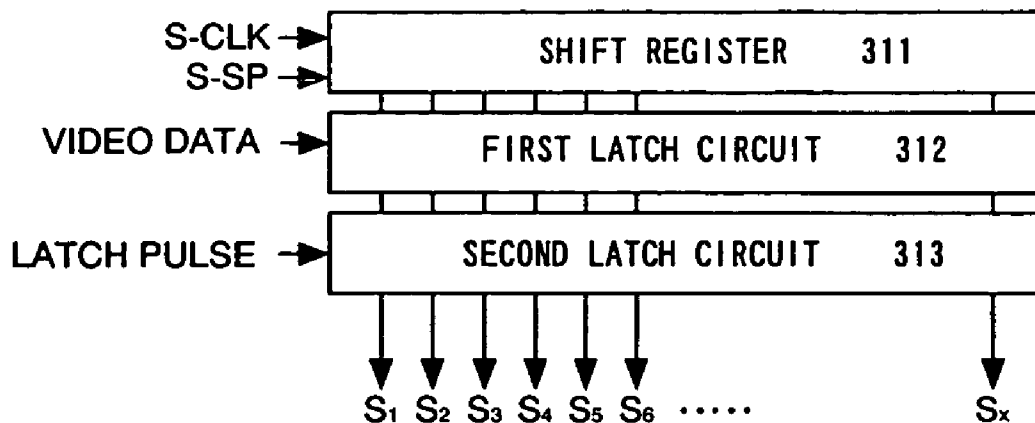 S-CLK
S-SP
SHIFT REGISTER 311
VIDEO DATA
FIRST LATCH CIRCUIT 312
LATCH PULSE
SECOND LATCH CIRCUIT 313
S1 S2 S3 S4 S5 S6 ····· Sx